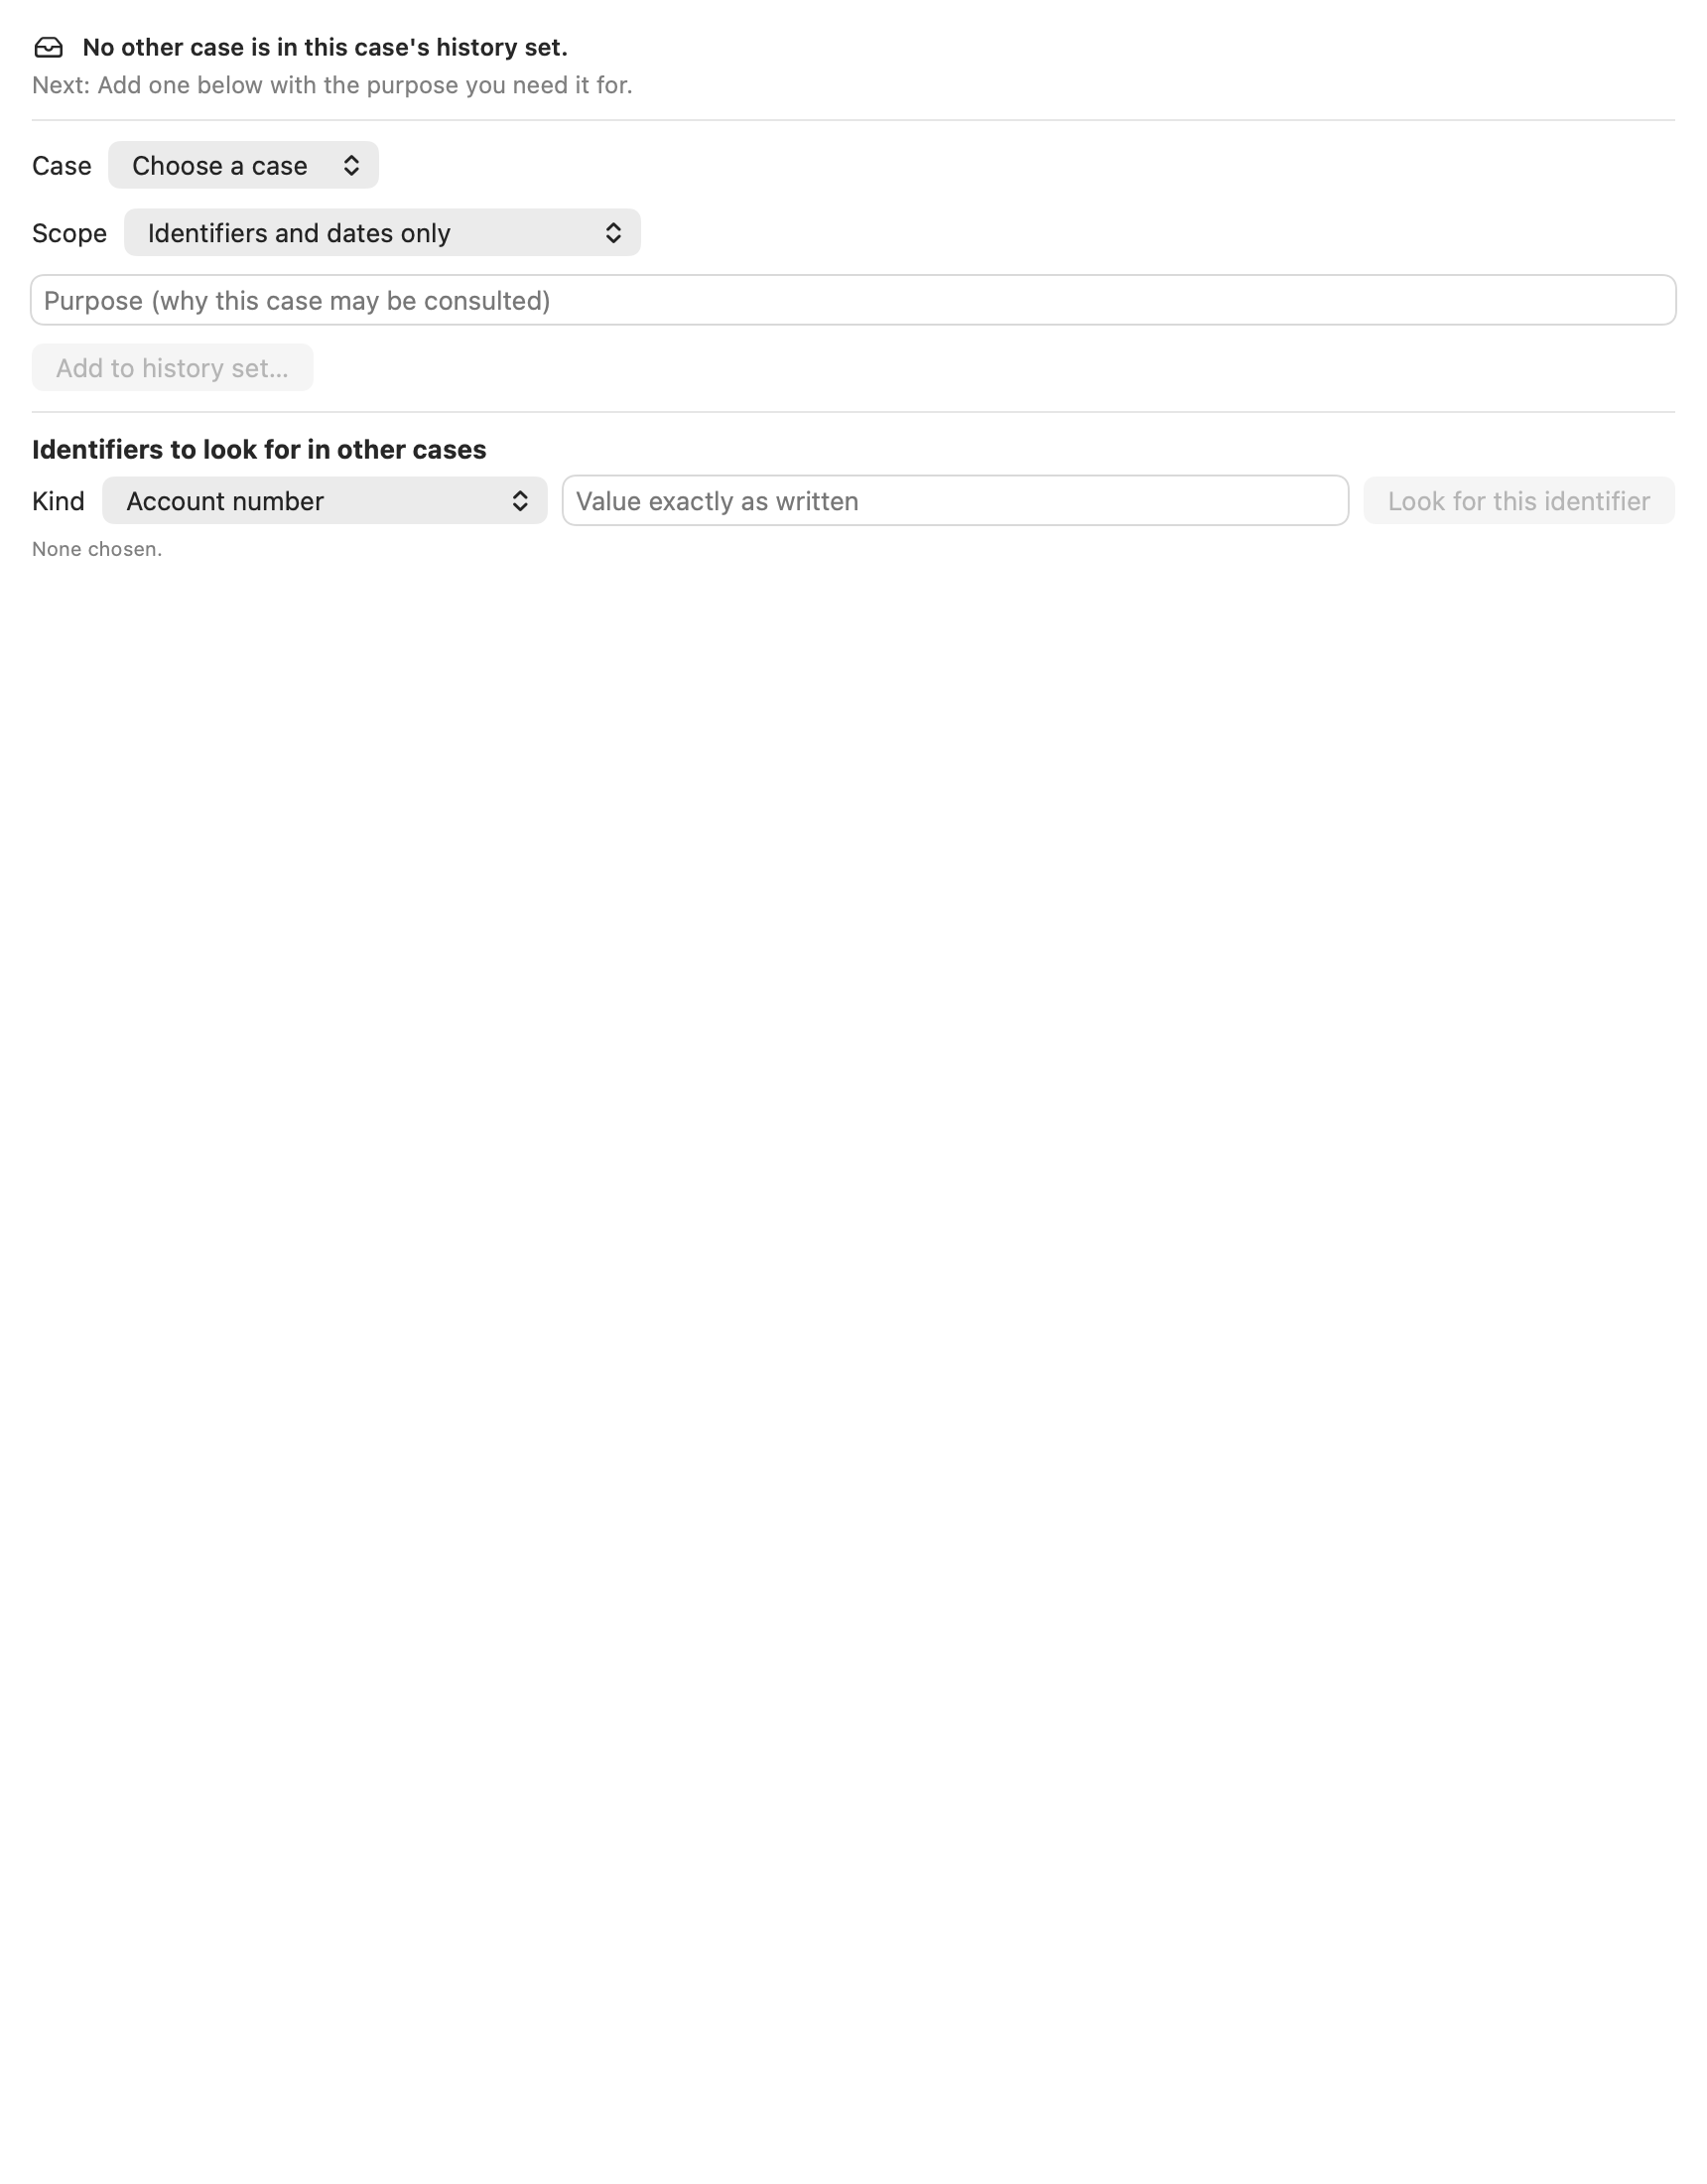 No other case is in this case's history set.
Next: Add one below with the purpose you need it for.
Case Choose a case
Scope Identifiers and dates only
Purpose (why this case may be consulted)
Add to history set...
Identifiers to look for in other cases
Kind Account number Value exactly as written Look for this identifier
None chosen.